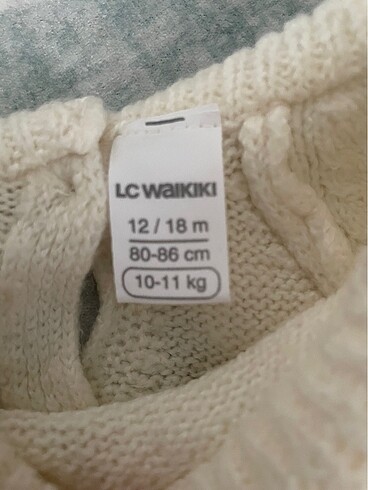 LC WAIKIKI
12 / 18 m
80-86 cm
10-11 kg